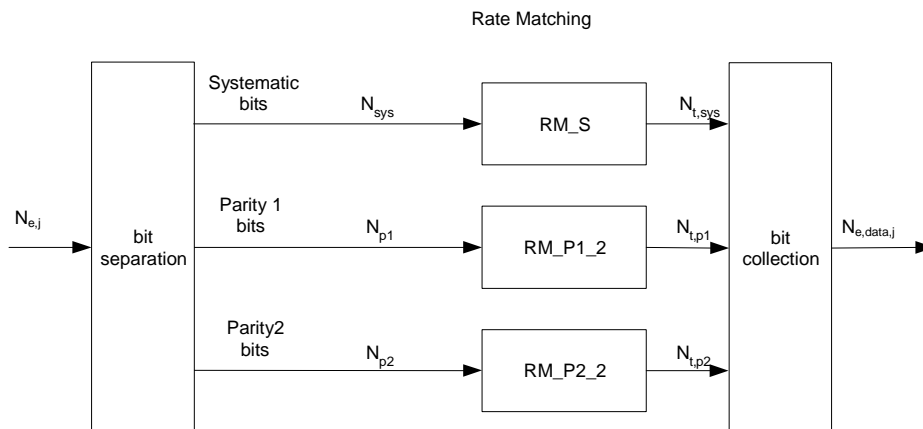 Rate Matching
Systematic
bits
N_sys
RM_S
N_t,sys
N_e,j
bit
separation
Parity 1
bits
N_p1
RM_P1_2
N_t,p1
bit
collection
N_e,data,j
Parity2
bits
N_p2
RM_P2_2
N_t,p2